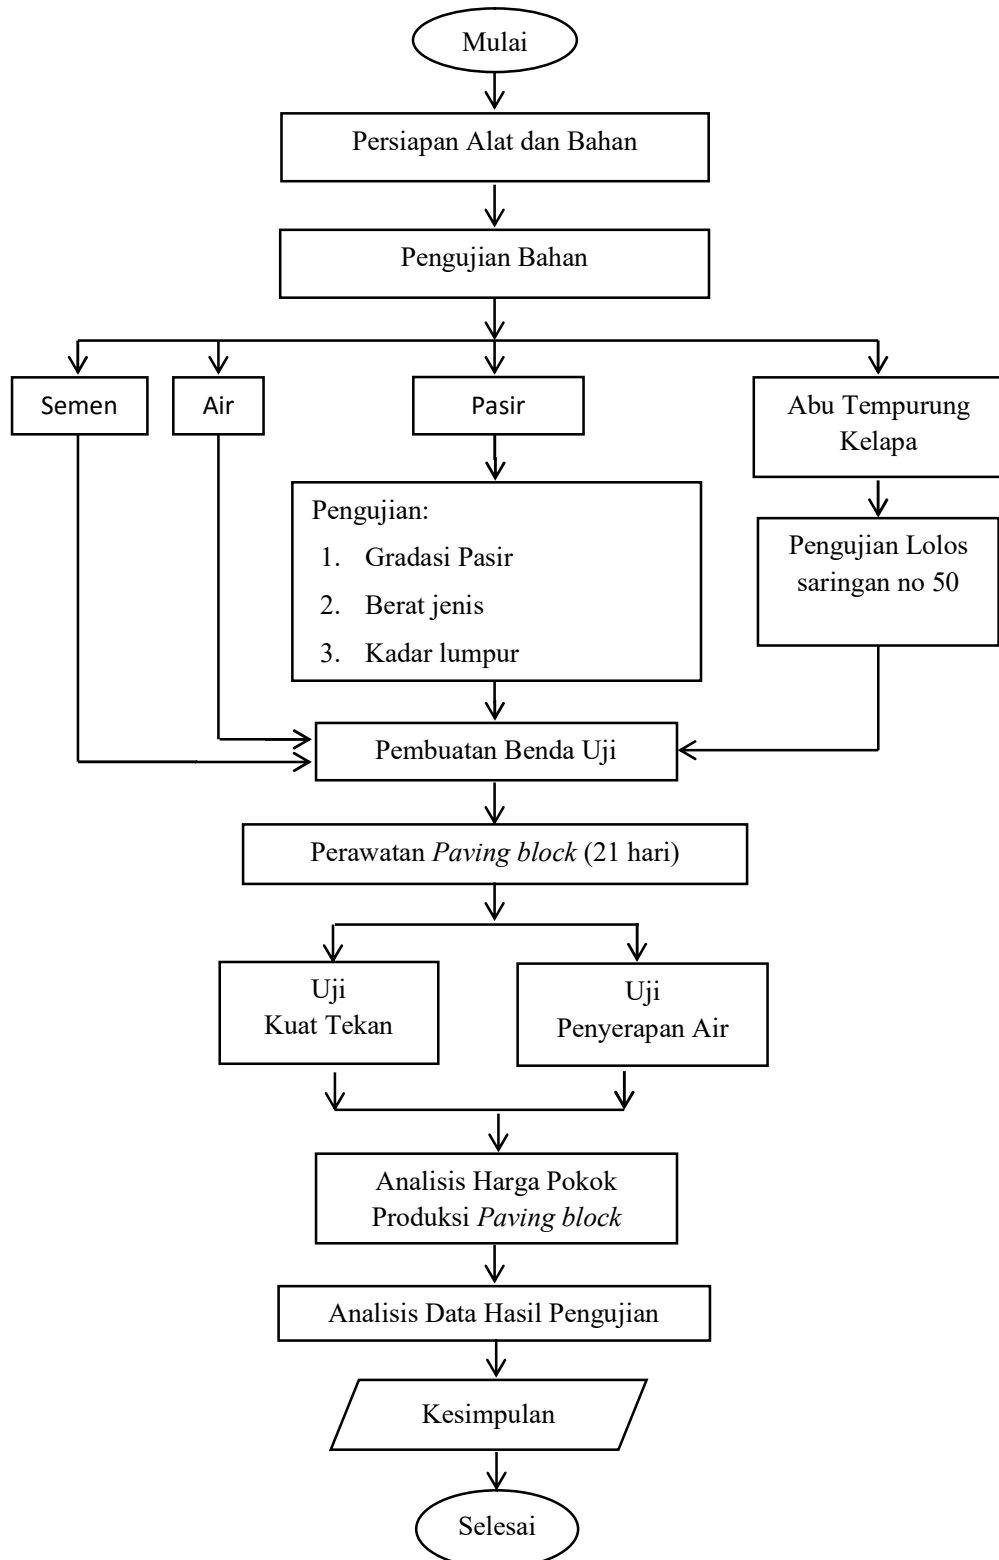 Mulai
Persiapan Alat dan Bahan
Pengujian Bahan
Semen
Air
Pasir
Abu Tempurung
Kelapa
Pengujian:
1. Gradasi Pasir
2. Berat jenis
3. Kadar lumpur
Pengujian Lolos
saringan no 50
Pembuatan Benda Uji
Perawatan Paving block (21 hari)
Uji
Kuat Tekan
Uji
Penyerapan Air
Analisis Harga Pokok
Produksi Paving block
Analisis Data Hasil Pengujian
Kesimpulan
Selesai